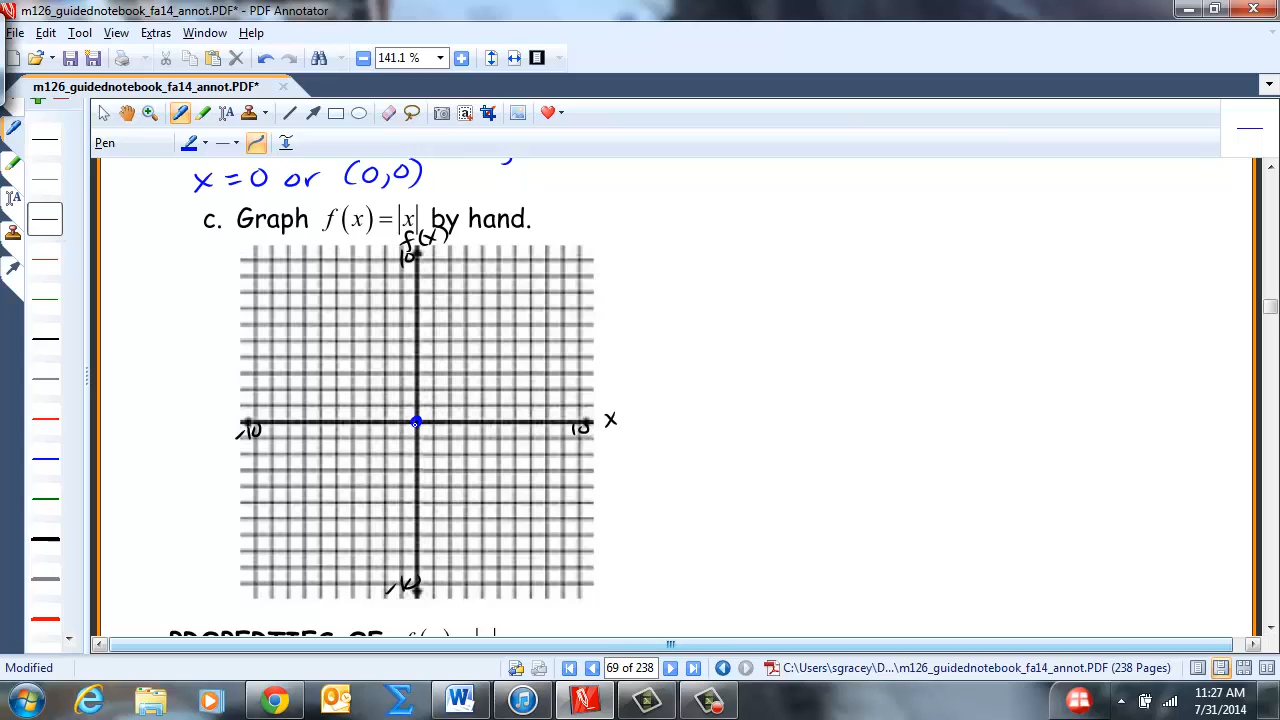 m126_guidednotebook_fa14_annot.PDF* - PDF Annotator
File Edit Tool View Extras Window Help
141.1 %
m126_guidednotebook_fa14_annot.PDF*
Pen
x = 0 or (0,0)
c. Graph f(x) = |x| by hand.
f(x)
10
-10
10
x
-10
PROPERTIES OF
Modified
69 of 238
C:\Users\sgracey\D...\m126_guidednotebook_fa14_annot.PDF (238 Pages)
11:27 AM
7/31/2014